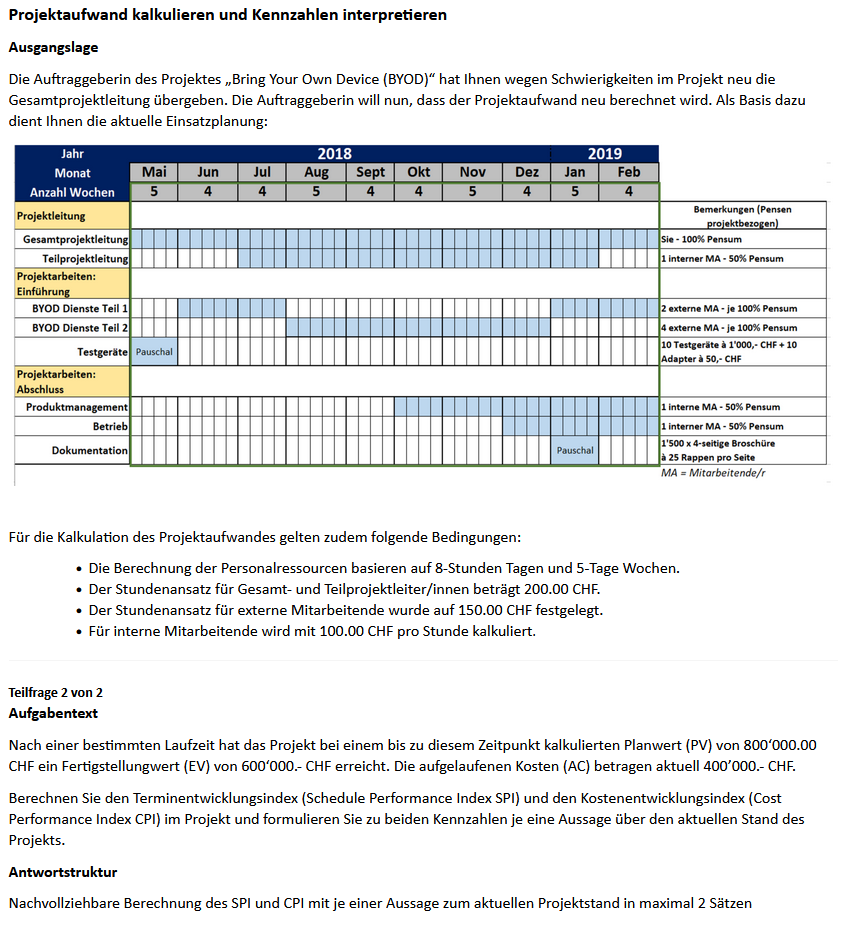 Projektaufwand kalkulieren und Kennzahlen interpretieren
Ausgangslage
Die Auftraggeberin des Projektes „Bring Your Own Device (BYOD)“ hat Ihnen wegen Schwierigkeiten im Projekt neu die
Gesamtprojektleitung übergeben. Die Auftraggeberin will nun, dass der Projektaufwand neu berechnet wird. Als Basis dazu
dient Ihnen die aktuelle Einsatzplanung:
Jahr 2018 2019
Monat Mai Jun Jul Aug Sept Okt Nov Dez Jan Feb
Anzahl Wochen 5 4 4 5 4 4 5 4 5 4
Projektleitung Bemerkungen (Pensen
projektbezogen)
Gesamtprojektleitung Sie - 100% Pensum
Teilprojektleitung 1 interner MA - 50% Pensum
Projektarbeiten:
Einführung
BYOD Dienste Teil 1 2 externe MA - je 100% Pensum
BYOD Dienste Teil 2 4 externe MA - je 100% Pensum
Testgeräte Pauschal 10 Testgeräte à 1'000,- CHF + 10
Adapter à 50,- CHF
Projektarbeiten:
Abschluss
Produktmanagement 1 interne MA - 50% Pensum
Betrieb 1 interner MA - 50% Pensum
Dokumentation Pauschal 1'500 x 4-seitige Broschüre
à 25 Rappen pro Seite
MA = Mitarbeitende/r
Für die Kalkulation des Projektaufwandes gelten zudem folgende Bedingungen:
• Die Berechnung der Personalressourcen basieren auf 8-Stunden Tagen und 5-Tage Wochen.
• Der Stundenansatz für Gesamt- und Teilprojektleiter/innen beträgt 200.00 CHF.
• Der Stundenansatz für externe Mitarbeitende wurde auf 150.00 CHF festgelegt.
• Für interne Mitarbeitende wird mit 100.00 CHF pro Stunde kalkuliert.
Teilfrage 2 von 2
Aufgabentext
Nach einer bestimmten Laufzeit hat das Projekt bei einem bis zu diesem Zeitpunkt kalkulierten Planwert (PV) von 800‘000.00
CHF ein Fertigstellungwert (EV) von 600‘000.- CHF erreicht. Die aufgelaufenen Kosten (AC) betragen aktuell 400’000.- CHF.
Berechnen Sie den Terminentwicklungsindex (Schedule Performance Index SPI) und den Kostenentwicklungsindex (Cost
Performance Index CPI) im Projekt und formulieren Sie zu beiden Kennzahlen je eine Aussage über den aktuellen Stand des
Projekts.
Antwortstruktur
Nachvollziehbare Berechnung des SPI und CPI mit je einer Aussage zum aktuellen Projektstand in maximal 2 Sätzen